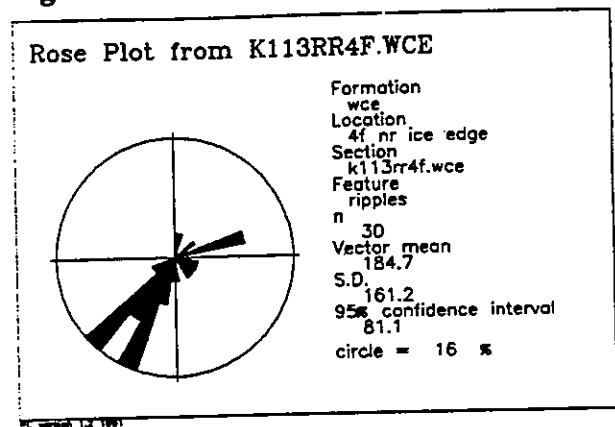 Rose Plot from K113RR4F.WCE
Formation
wce
Location
4f nr ice edge
Section
k113rr4f.wce
Feature
ripples
n
30
Vector mean
184.7
S.D.
161.2
95% confidence interval
81.1
circle = 16 %